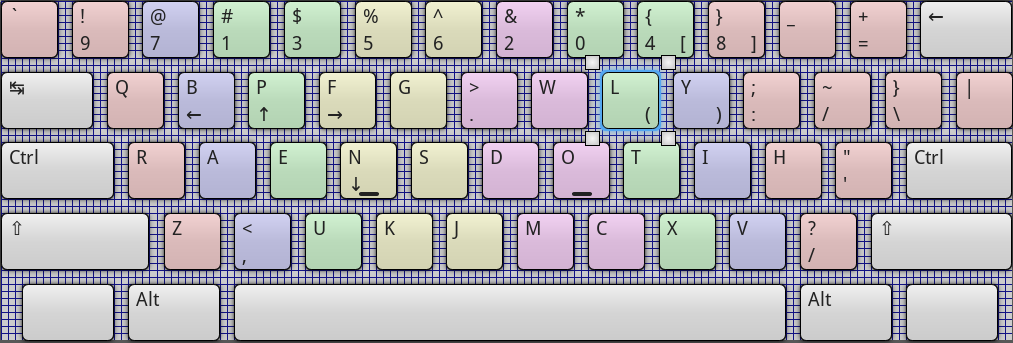 ` ! @ # $ % ^ & * { } _ + ←
9 7 1 3 5 6 2 0 4 [ 8 ] =
↹ Q B P F G > W L Y ; ~ } |
← ↑ → . ( ) : / \
Ctrl R A E N S D O T I H " Ctrl
↓ '
⇧ Z < U K J M C X V ? ⇧
, /
Alt Alt